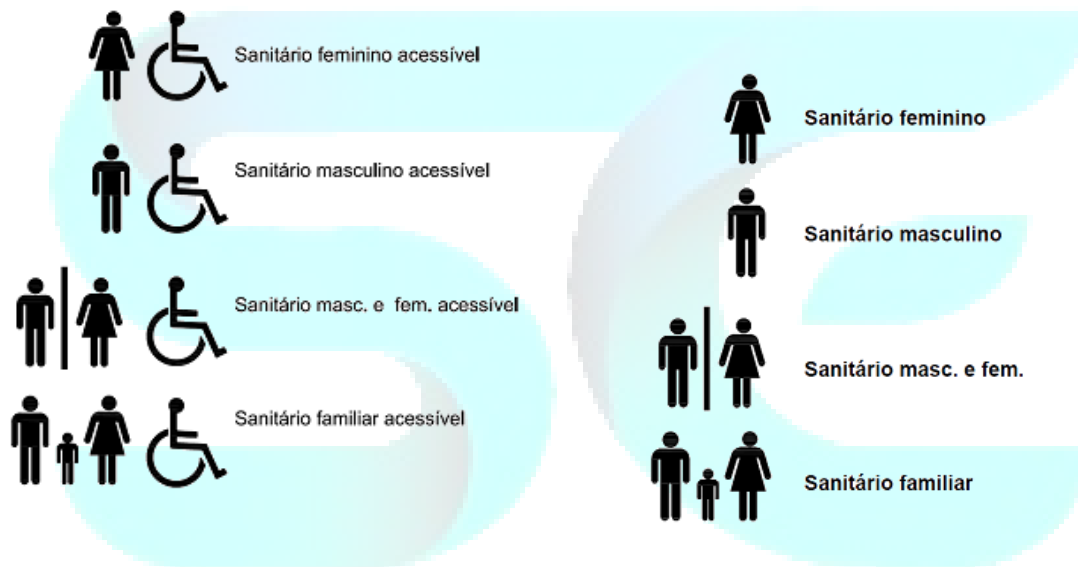 Sanitário feminino acessível
Sanitário masculino acessível
Sanitário masc. e fem. acessível
Sanitário familiar acessível
Sanitário feminino
Sanitário masculino
Sanitário masc. e fem.
Sanitário familiar